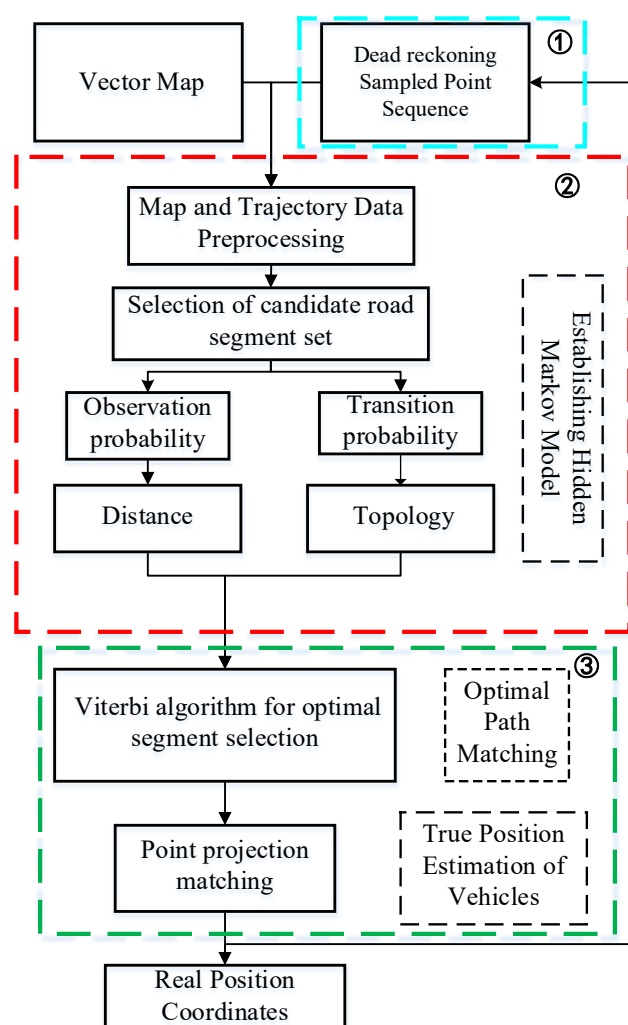 Vector Map
①
Dead reckoning
Sampled Point
Sequence
②
Map and Trajectory Data
Preprocessing
Selection of candidate road
segment set
Observation
probability
Transition
probability
Distance
Topology
Establishing Hidden
Markov Model
③
Viterbi algorithm for optimal
segment selection
Optimal
Path
Matching
Point projection
matching
True Position
Estimation of
Vehicles
Real Position
Coordinates